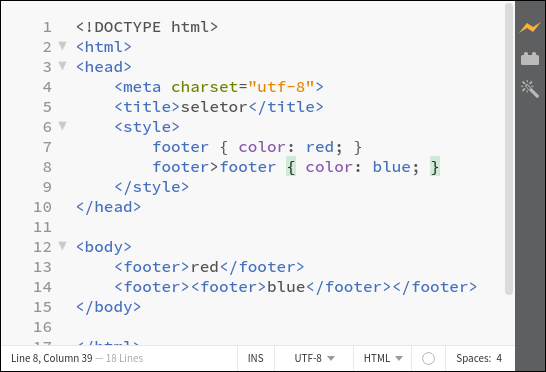 1 <!DOCTYPE html>
2 <html>
3 <head>
4 <meta charset="utf-8">
5 <title>seletor</title>
6 <style>
7 footer { color: red; }
8 footer>footer { color: blue; }
9 </style>
10 </head>
11
12 <body>
13 <footer>red</footer>
14 <footer><footer>blue</footer></footer>
15 </body>
16
17 </html>
Line 8, Column 39 — 18 Lines INS UTF-8 HTML Spaces: 4